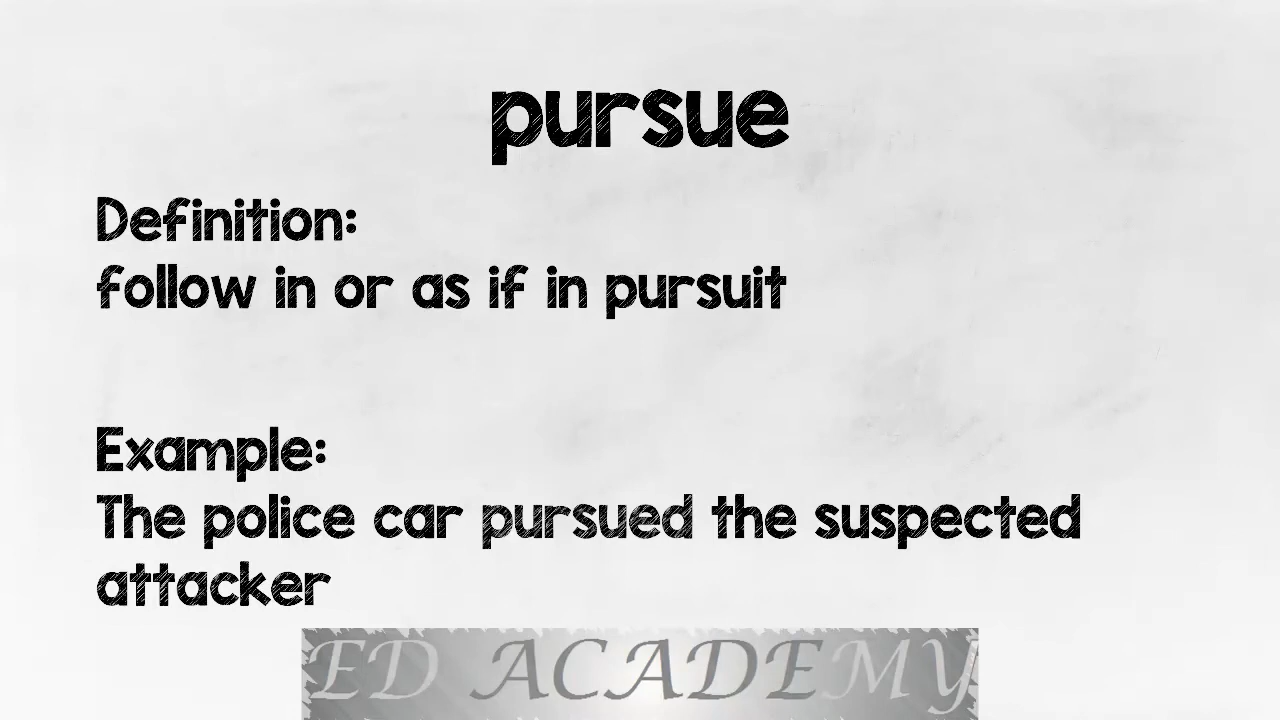 pursue
Definition:
follow in or as if in pursuit
Example:
The police car pursued the suspected
attacker
ED ACADEMY